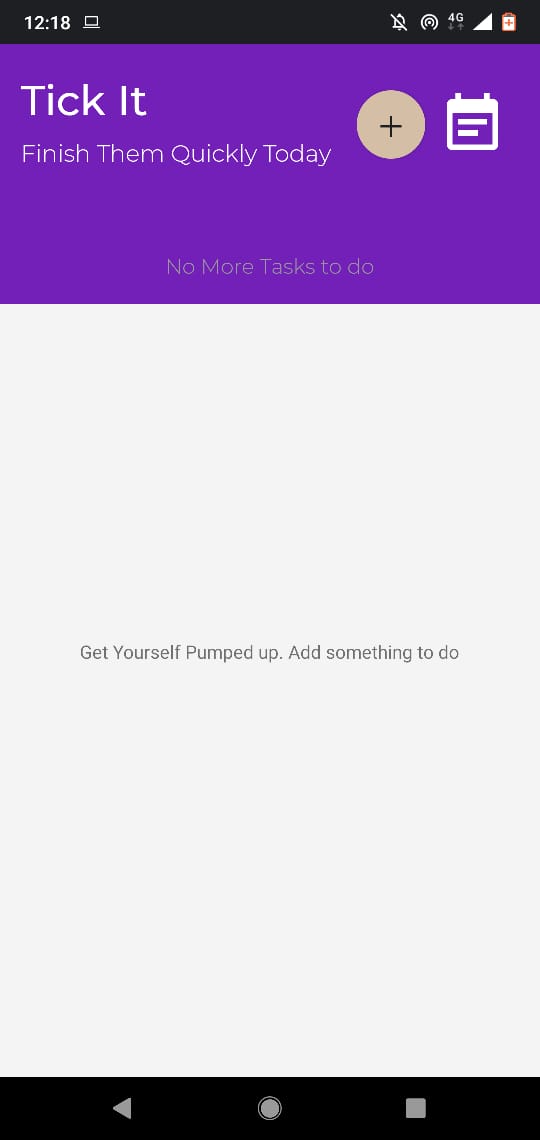 12:18
4G
Tick It
Finish Them Quickly Today
No More Tasks to do
Get Yourself Pumped up. Add something to do